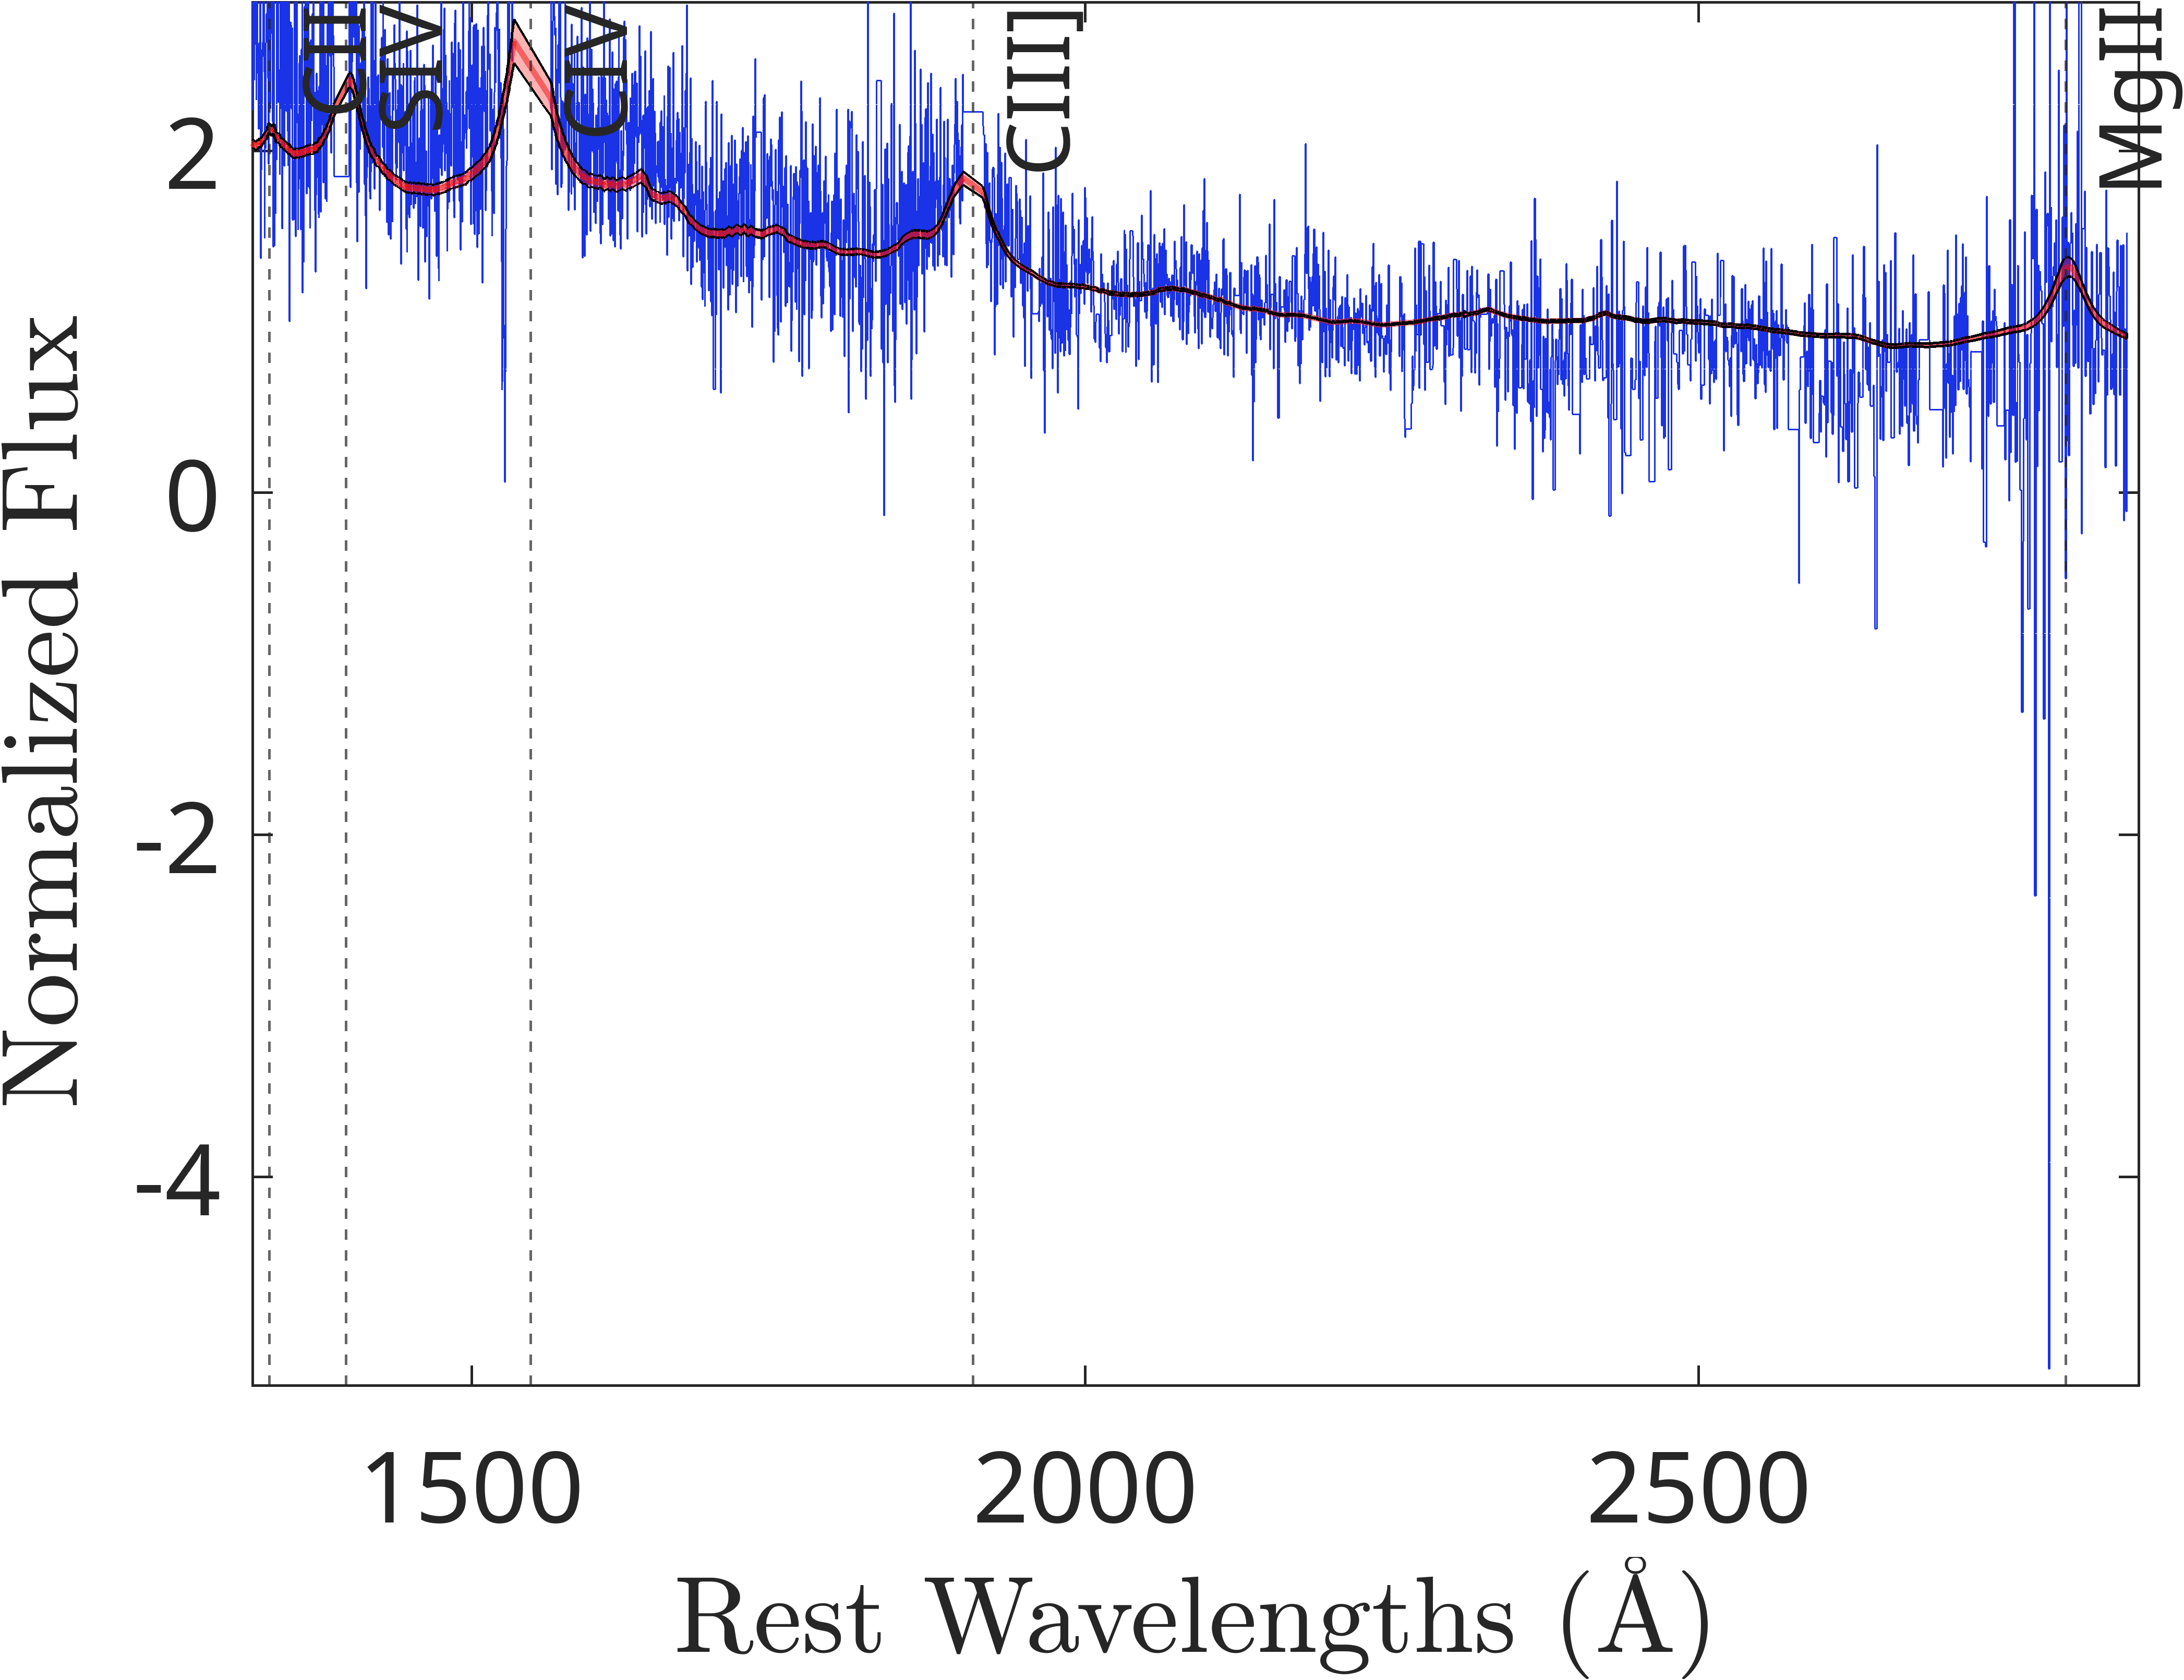 CII
SiIV
CIV
CIII]
MgII
2
0
-2
-4
Normalized Flux
1500
2000
2500
Rest Wavelengths (Å)